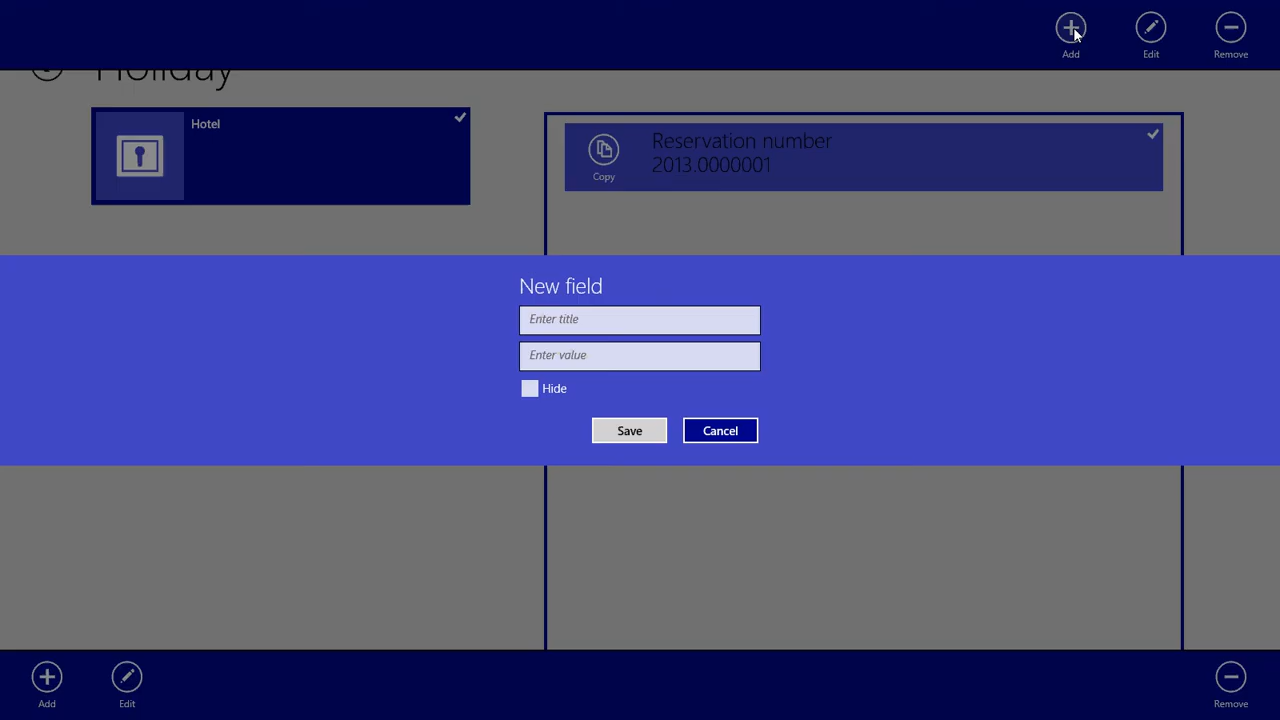 Add
Edit
Remove
Holiday
Hotel
Reservation number
2013.0000001
Copy
New field
Enter title
Enter value
Hide
Save
Cancel
Add
Edit
Remove